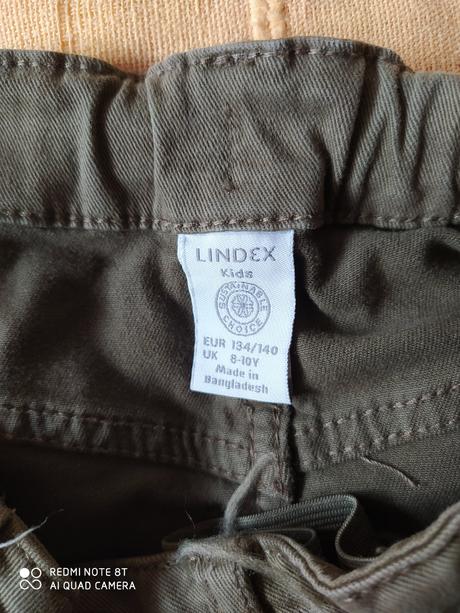 LINDEX
Kids
SUSTAINABLE
CHOICE
EUR 134/140
UK 8-10Y
Made in
Bangladesh
REDMI NOTE 8T
AI QUAD CAMERA